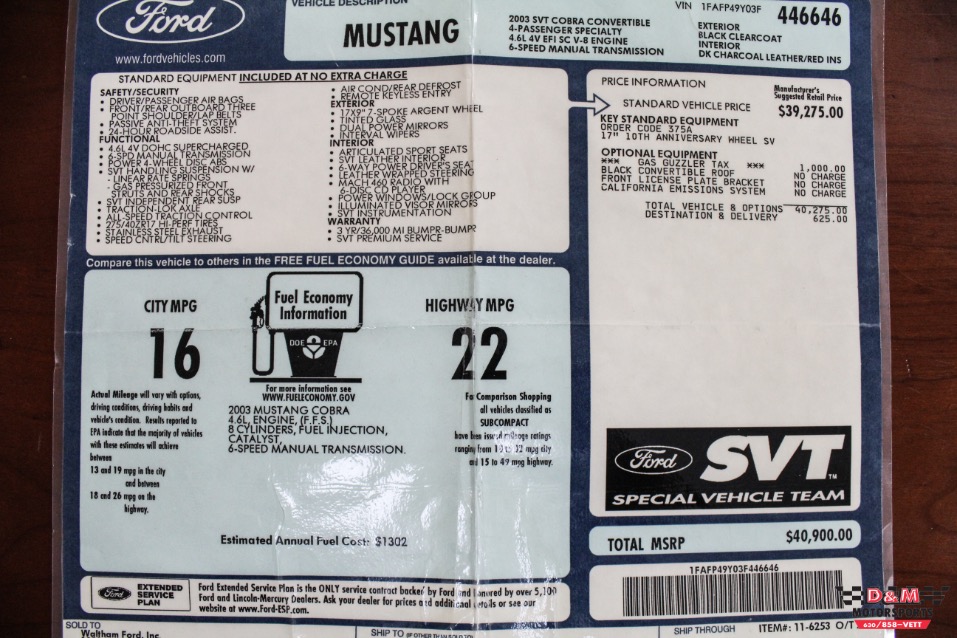 Ford
www.fordvehicles.com
VEHICLE DESCRIPTION
MUSTANG
2003 SVT COBRA CONVERTIBLE
4-PASSENGER SPECIALTY
4.6L 4V EFI SC V-8 ENGINE
6-SPEED MANUAL TRANSMISSION
VIN 1FAFP49Y03F 446646
EXTERIOR
BLACK CLEARCOAT
INTERIOR
DK CHARCOAL LEATHER/RED INS
STANDARD EQUIPMENT INCLUDED AT NO EXTRA CHARGE
SAFETY/SECURITY
• DRIVER/PASSENGER AIR BAGS
• FRONT/REAR OUTBOARD THREE
POINT SHOULDER/LAP BELTS
• PASSIVE ANTI-THEFT SYSTEM
• 24-HOUR ROADSIDE ASSIST.
FUNCTIONAL
• 4.6L 4V DOHC SUPERCHARGED
• 6-SPD MANUAL TRANSMISSION
• POWER 4-WHEEL DISC ABS
• SVT HANDLING SUSPENSION W/
- LINEAR RATE SPRINGS
- GAS PRESSURIZED FRONT
STRUTS AND REAR SHOCKS
• SVT INDEPENDENT REAR SUSP
• TRACTION-LOK AXLE
• ALL-SPEED TRACTION CONTROL
• 275/40ZR17 HI-PERF TIRES
• STAINLESS STEEL EXHAUST
• SPEED CNTRL/TILT STEERING
• AIR COND/REAR DEFROST
• REMOTE KEYLESS ENTRY
EXTERIOR
• 17X9" 7-SPOKE ARGENT WHEEL
• TINTED GLASS
• DUAL POWER MIRRORS
• INTERVAL WIPERS
INTERIOR
• ARTICULATED SPORT SEATS
• SVT LEATHER INTERIOR
• 6-WAY POWER DRIVER'S SEAT
• LEATHER WRAPPED STEERING
• MACH 460 RADIO WITH
6-DISC CD PLAYER
• POWER WINDOWS/LOCK GROUP
• ILLUMINATED VISOR MIRRORS
• SVT INSTRUMENTATION
WARRANTY
• 3 YR/36,000 MI BUMPR-BUMPR
• SVT PREMIUM SERVICE
PRICE INFORMATION
Manufacturer's
Suggested Retail Price
STANDARD VEHICLE PRICE $39,275.00
KEY STANDARD EQUIPMENT
ORDER CODE 375A
17" 10TH ANNIVERSARY WHEEL SV
OPTIONAL EQUIPMENT
*** GAS GUZZLER TAX *** 1,000.00
BLACK CONVERTIBLE ROOF NO CHARGE
FRONT LICENSE PLATE BRACKET NO CHARGE
CALIFORNIA EMISSIONS SYSTEM NO CHARGE
TOTAL VEHICLE & OPTIONS 40,275.00
DESTINATION & DELIVERY 625.00
Compare this vehicle to others in the FREE FUEL ECONOMY GUIDE available at the dealer.
CITY MPG
16
Fuel Economy
Information
DOE EPA
HIGHWAY MPG
22
For more information see
WWW.FUELECONOMY.GOV
Actual Mileage will vary with options,
driving conditions, driving habits and
vehicle's condition. Results reported to
EPA indicate that the majority of vehicles
with these estimates will achieve
between
13 and 19 mpg in the city
and between
18 and 26 mpg on the
highway.
2003 MUSTANG COBRA
4.6L, ENGINE, (F.F.S.)
8 CYLINDERS, FUEL INJECTION,
CATALYST,
6-SPEED MANUAL TRANSMISSION.
For Comparison Shopping
all vehicles classified as
SUBCOMPACT
have been issued mileage ratings
ranging from 10 to 32 mpg city
and 15 to 49 mpg highway.
Estimated Annual Fuel Cost: $1302
Ford SVT TM
SPECIAL VEHICLE TEAM
TOTAL MSRP $40,900.00
Ford EXTENDED
SERVICE
PLAN
Ford Extended Service Plan is the ONLY service contract backed by Ford and honored by over 5,100
Ford and Lincoln-Mercury Dealers. Ask your dealer for prices and additional details or see our
website at www.Ford-ESP.com.
1FAFP49Y03F446646
D&M
MOTORSPORTS
630/858-VETT
SOLD TO
Waltham Ford, Inc.
SHIP TO (IF OTHER THAN SOLD TO)
SHIP THROUGH
ITEM#: 11-6253 O/T